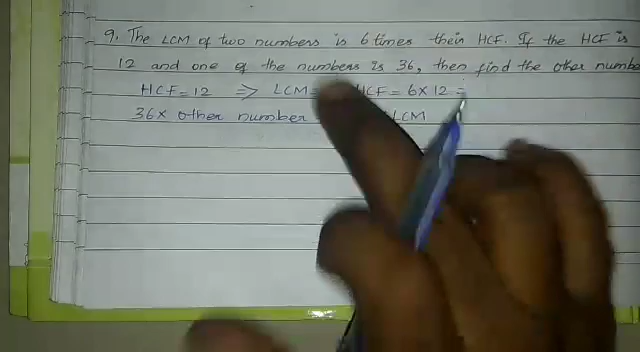 9. The LCM of two numbers is 6 times their HCF. If the HCF is
12 and one of the numbers is 36, then find the other numbe
HCF = 12 ⇒ LCM = HCF = 6 × 12 =
36 × other number LCM